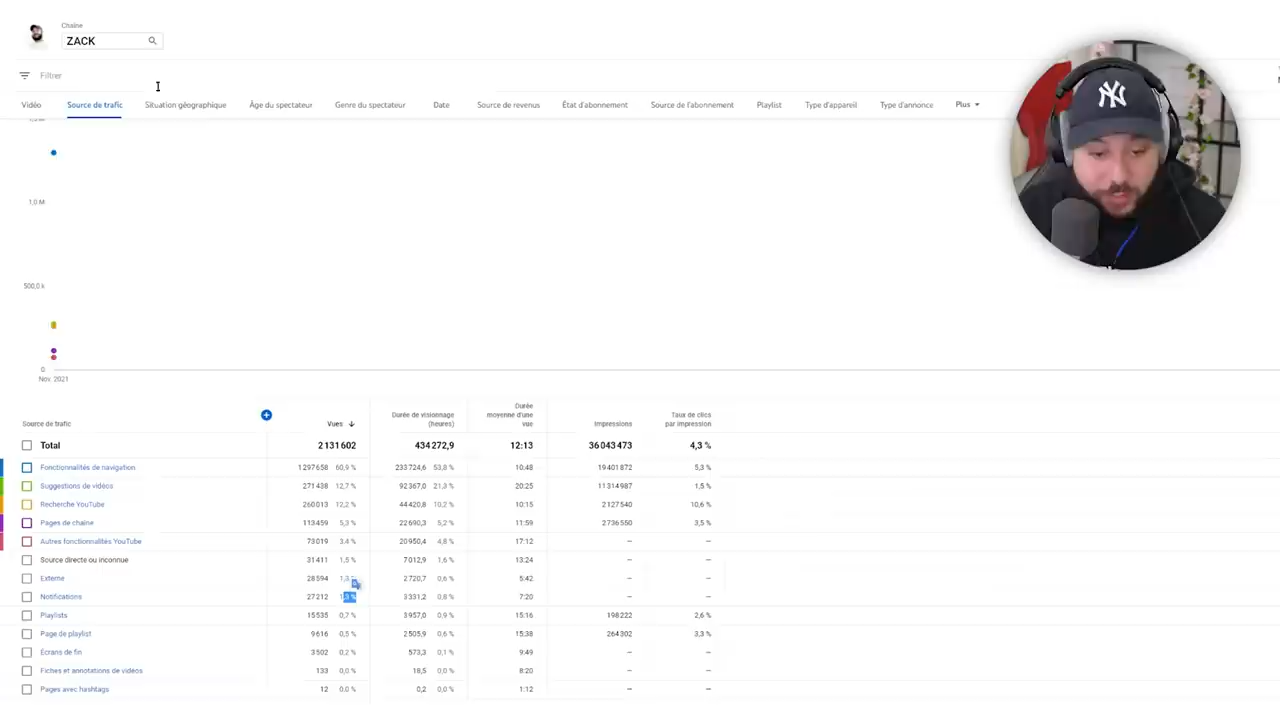 Chaîne
ZACK
Filtrer
Vidéo Source de trafic Situation géographique Âge du spectateur Genre du spectateur Date Source de revenus État d'abonnement Source de l'abonnement Playlist Type d'appareil Type d'annonce Plus
1,0 M
500,0 k
0
Nov. 2021
Source de trafic Vues Durée de visionnage (heures) Durée moyenne d'une vue Impressions Taux de clics par impression
Total 2 131 602 434 272,9 12:13 36 043 473 4,3 %
Fonctionnalités de navigation 1 297 658 60,9 % 233 724,6 53,8 % 10:48 19 401 872 5,3 %
Suggestions de vidéos 271 438 12,7 % 92 367,0 21,3 % 20:25 11 314 987 1,5 %
Recherche YouTube 260 013 12,2 % 44 420,8 10,2 % 10:15 2 127 540 10,6 %
Pages de chaîne 113 459 5,3 % 22 690,3 5,2 % 11:59 2 736 550 3,5 %
Autres fonctionnalités YouTube 73 019 3,4 % 20 950,4 4,8 % 17:12 — —
Source directe ou inconnue 31 411 1,5 % 7 012,9 1,6 % 13:24 — —
Externe 28 594 1,3 % 2 720,7 0,6 % 5:42 — —
Notifications 27 212 1,3 % 3 331,2 0,8 % 7:20 — —
Playlists 15 535 0,7 % 3 957,0 0,9 % 15:16 198 222 2,6 %
Page de playlist 9 616 0,5 % 2 505,9 0,6 % 15:38 264 302 3,3 %
Écrans de fin 3 502 0,2 % 573,3 0,1 % 9:49 — —
Fiches et annotations de vidéos 133 0,0 % 18,5 0,0 % 8:20 — —
Pages avec hashtags 12 0,0 % 0,2 0,0 % 1:12 — —
NY